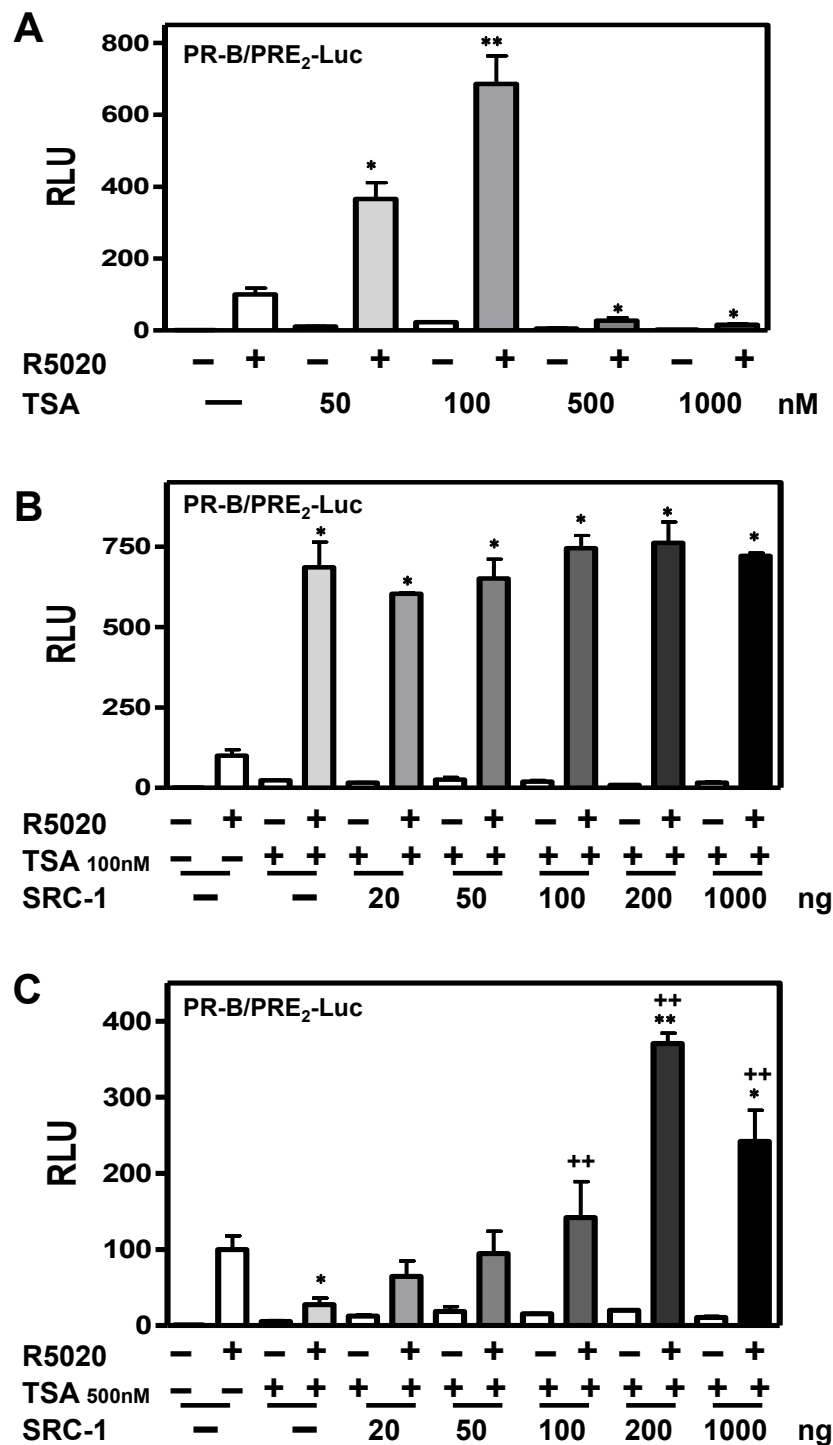 A
PR-B/PRE₂-Luc
RLU
800
600
400
200
0
*
**
*
*
R5020 − + − + − + − + − +
TSA — 50 100 500 1000 nM
B
PR-B/PRE₂-Luc
RLU
750
500
250
0
*
*
*
*
*
*
R5020 − + − + − + − + − + − + − +
TSA 100nM − − + + + + + + + + + + + +
SRC-1 − − 20 50 100 200 1000 ng
C
PR-B/PRE₂-Luc
RLU
400
300
200
100
0
*
++
++
**
++
*
R5020 − + − + − + − + − + − + − +
TSA 500nM − − + + + + + + + + + + + +
SRC-1 − − 20 50 100 200 1000 ng